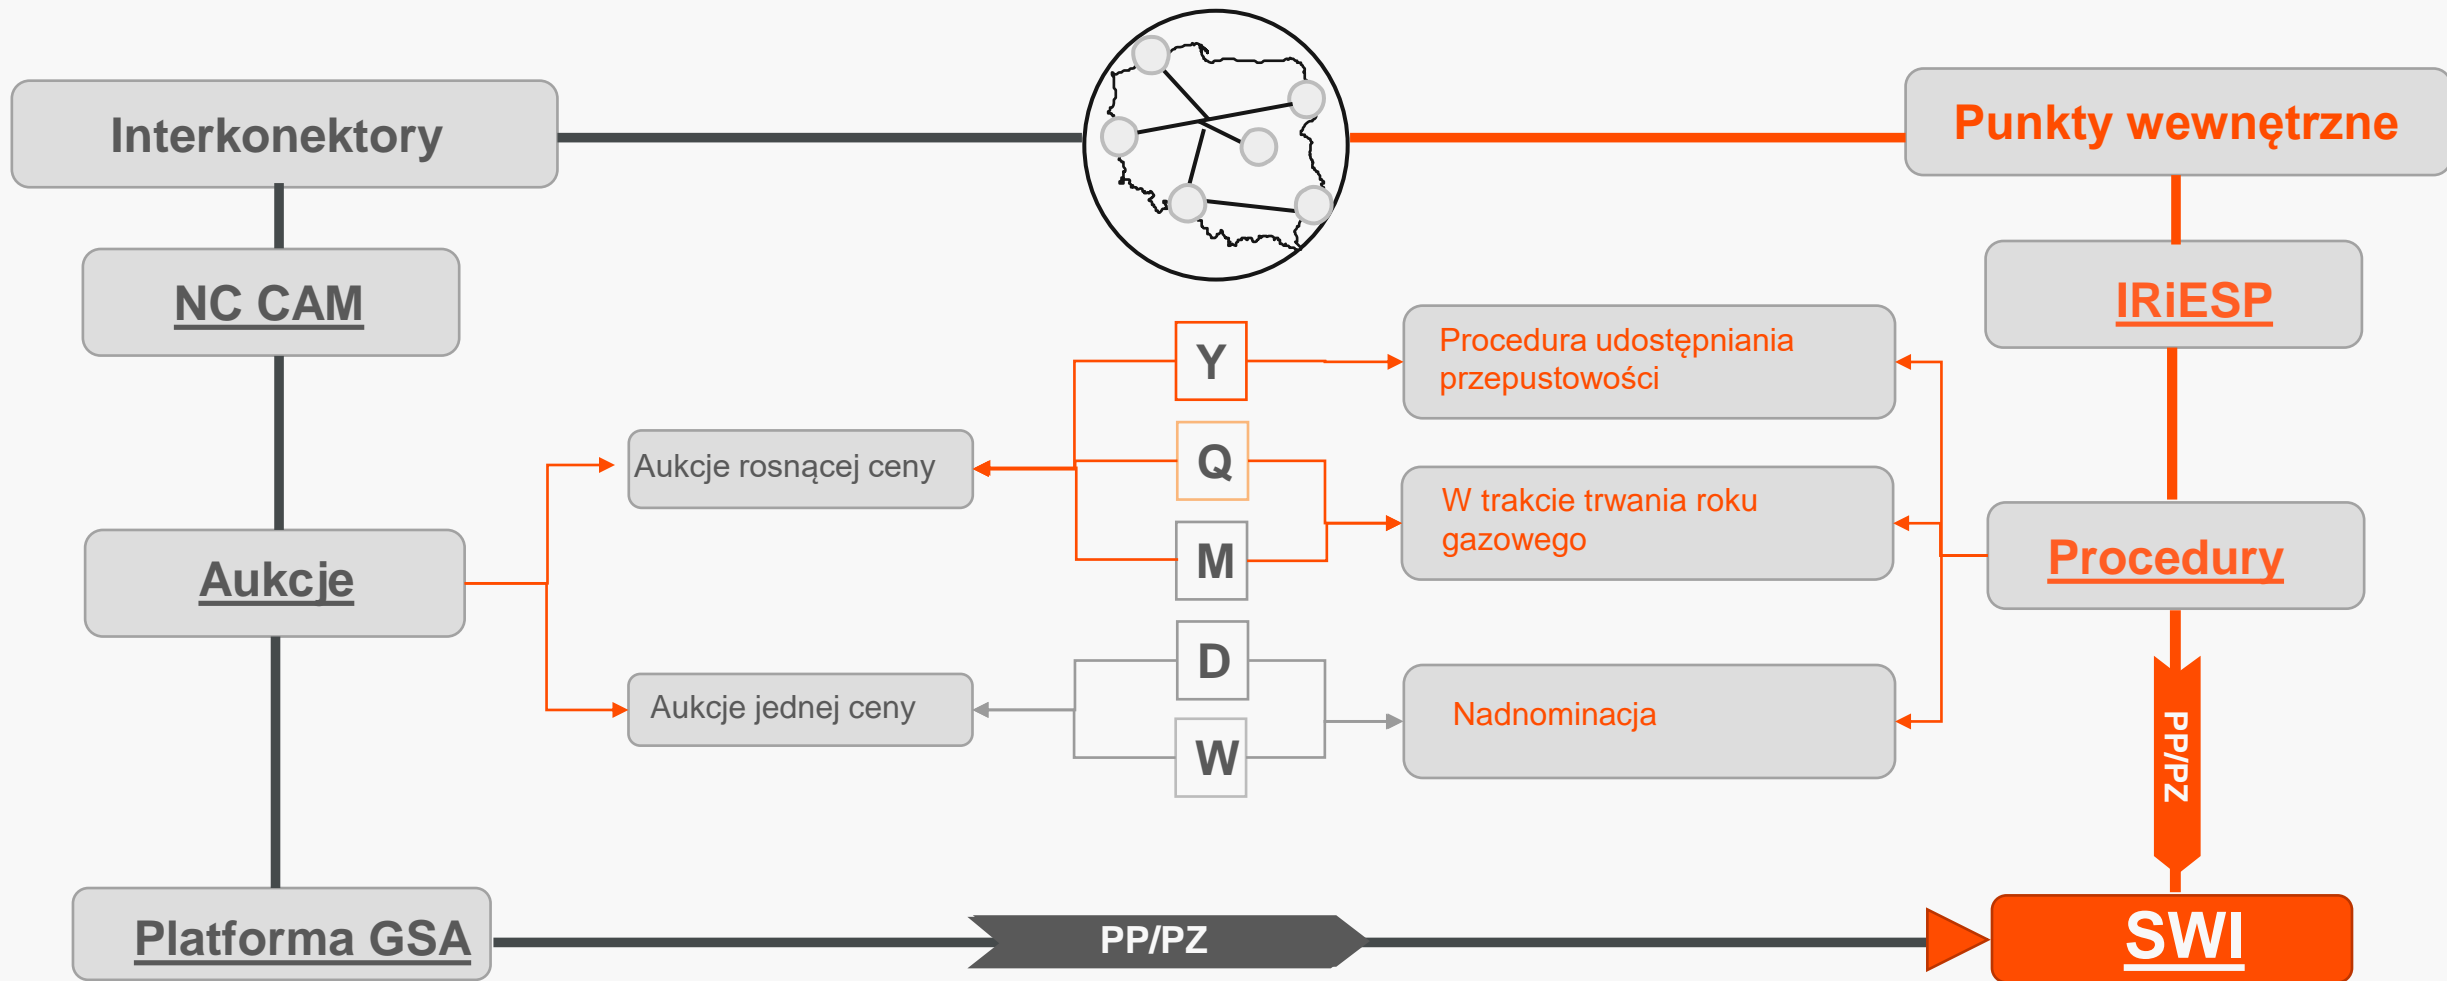 Interkonektory
Punkty wewnętrzne
NC CAM
IRiESP
Y
Procedura udostępniania
przepustowości
Aukcje rosnącej ceny
Q
W trakcie trwania roku
gazowego
M
Aukcje
Procedury
D
Aukcje jednej ceny
Nadnominacja
W
PP/PZ
Platforma GSA
PP/PZ
SWI